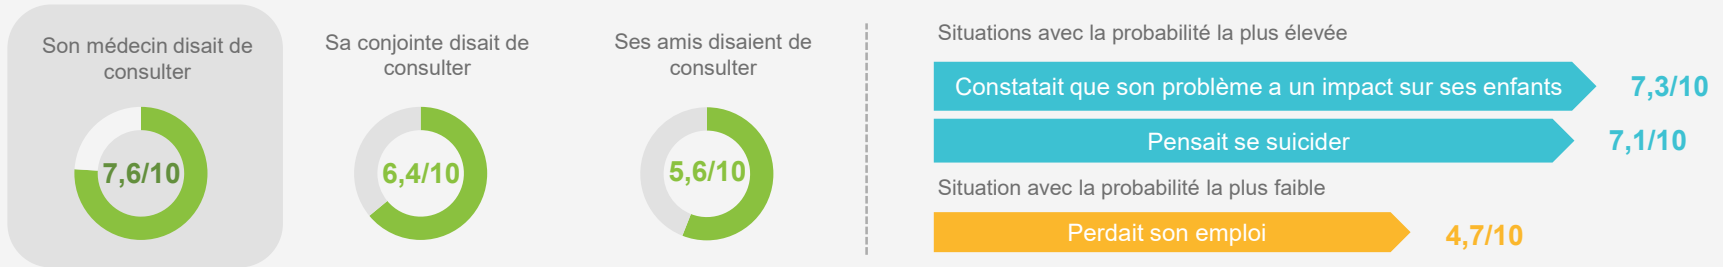 Son médecin disait de
consulter
7,6/10
Sa conjointe disait de
consulter
6,4/10
Ses amis disaient de
consulter
5,6/10
Situations avec la probabilité la plus élevée
Constatait que son problème a un impact sur ses enfants
7,3/10
Pensait se suicider
7,1/10
Situation avec la probabilité la plus faible
Perdait son emploi
4,7/10